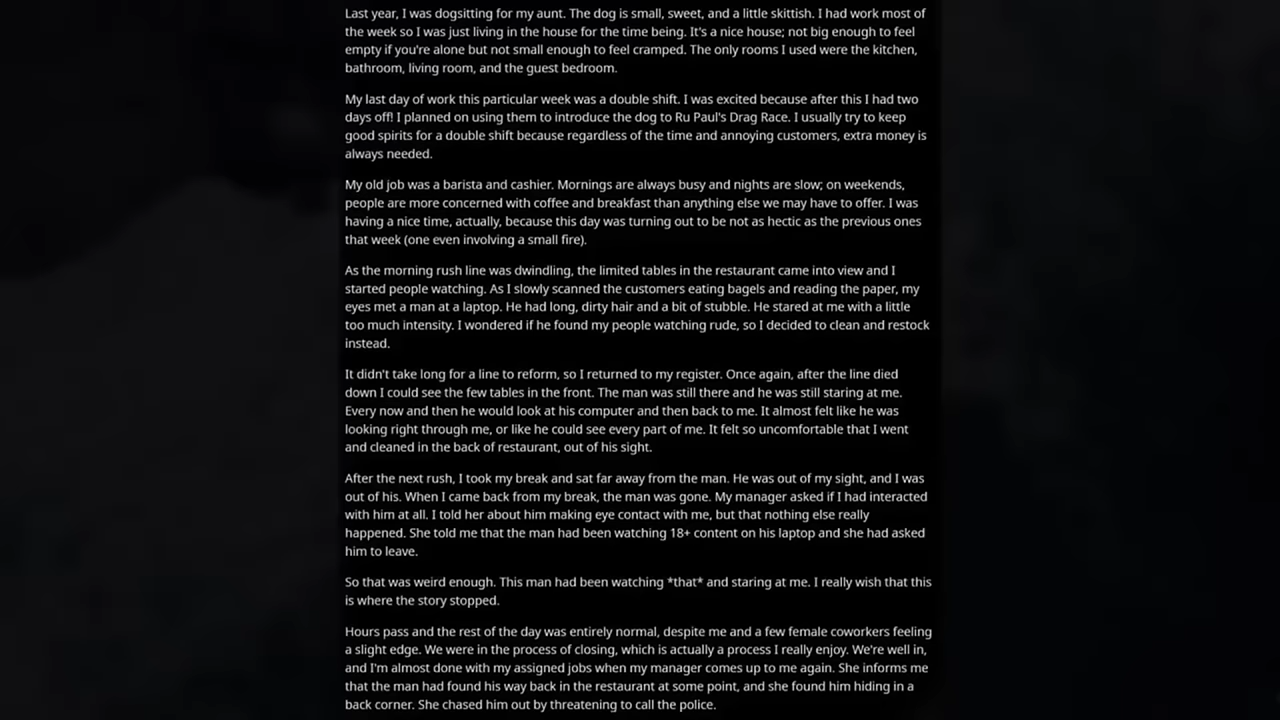 Last year, I was dogsitting for my aunt. The dog is small, sweet, and a little skittish. I had work most of
the week so I was just living in the house for the time being. It's a nice house; not big enough to feel
empty if you're alone but not small enough to feel cramped. The only rooms I used were the kitchen,
bathroom, living room, and the guest bedroom.
My last day of work this particular week was a double shift. I was excited because after this I had two
days off! I planned on using them to introduce the dog to Ru Paul's Drag Race. I usually try to keep
good spirits for a double shift because regardless of the time and annoying customers, extra money is
always needed.
My old job was a barista and cashier. Mornings are always busy and nights are slow; on weekends,
people are more concerned with coffee and breakfast than anything else we may have to offer. I was
having a nice time, actually, because this day was turning out to be not as hectic as the previous ones
that week (one even involving a small fire).
As the morning rush line was dwindling, the limited tables in the restaurant came into view and I
started people watching. As I slowly scanned the customers eating bagels and reading the paper, my
eyes met a man at a laptop. He had long, dirty hair and a bit of stubble. He stared at me with a little
too much intensity. I wondered if he found my people watching rude, so I decided to clean and restock
instead.
It didn't take long for a line to reform, so I returned to my register. Once again, after the line died
down I could see the few tables in the front. The man was still there and he was still staring at me.
Every now and then he would look at his computer and then back to me. It almost felt like he was
looking right through me, or like he could see every part of me. It felt so uncomfortable that I went
and cleaned in the back of restaurant, out of his sight.
After the next rush, I took my break and sat far away from the man. He was out of my sight, and I was
out of his. When I came back from my break, the man was gone. My manager asked if I had interacted
with him at all. I told her about him making eye contact with me, but that nothing else really
happened. She told me that the man had been watching 18+ content on his laptop and she had asked
him to leave.
So that was weird enough. This man had been watching *that* and staring at me. I really wish that this
is where the story stopped.
Hours pass and the rest of the day was entirely normal, despite me and a few female coworkers feeling
a slight edge. We were in the process of closing, which is actually a process I really enjoy. We're well in,
and I'm almost done with my assigned jobs when my manager comes up to me again. She informs me
that the man had found his way back in the restaurant at some point, and she found him hiding in a
back corner. She chased him out by threatening to call the police.